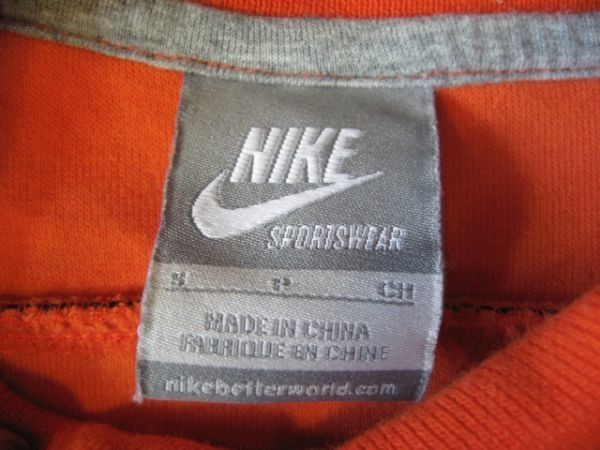 NIKE
SPORTSWEAR
S P CH
MADE IN CHINA
FABRIQUE EN CHINE
nikebetterworld.com